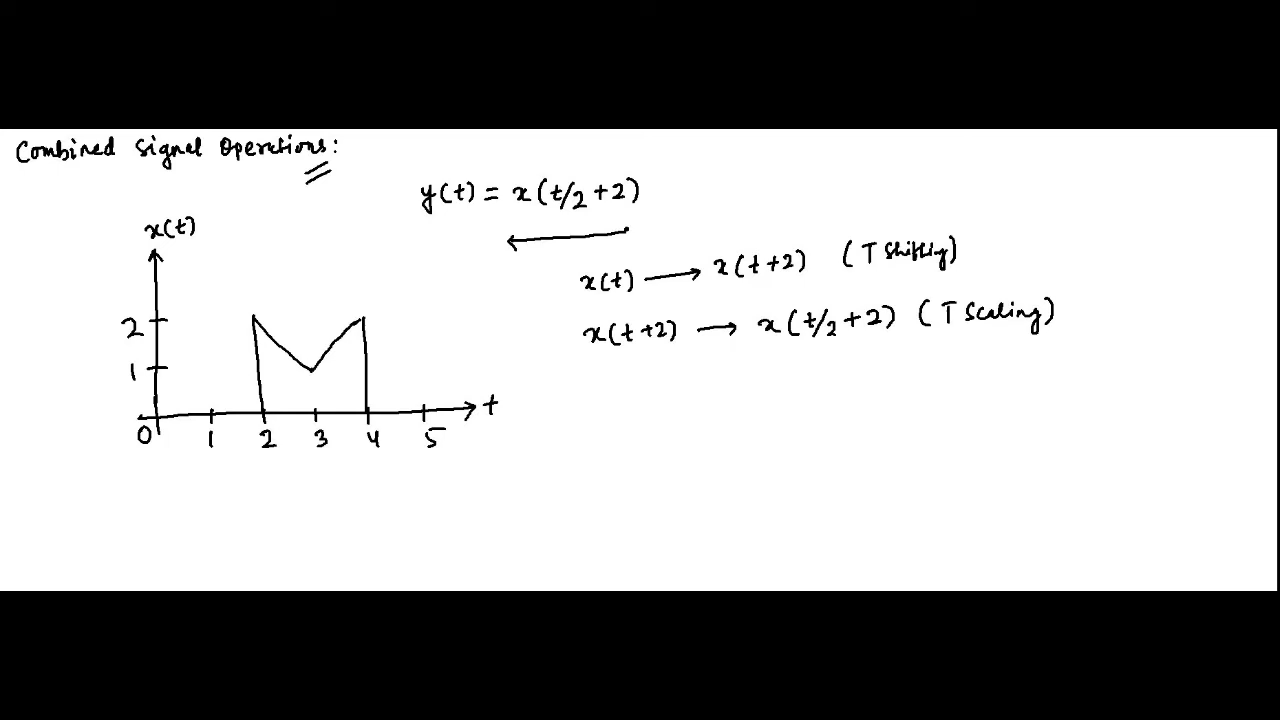 Combined Signal Operations:
y(t) = x(t/2 + 2)
x(t)
x(t) → x(t+2) (T Shifting)
x(t+2) → x(t/2 + 2) (T Scaling)
2
1
t
0 1 2 3 4 5